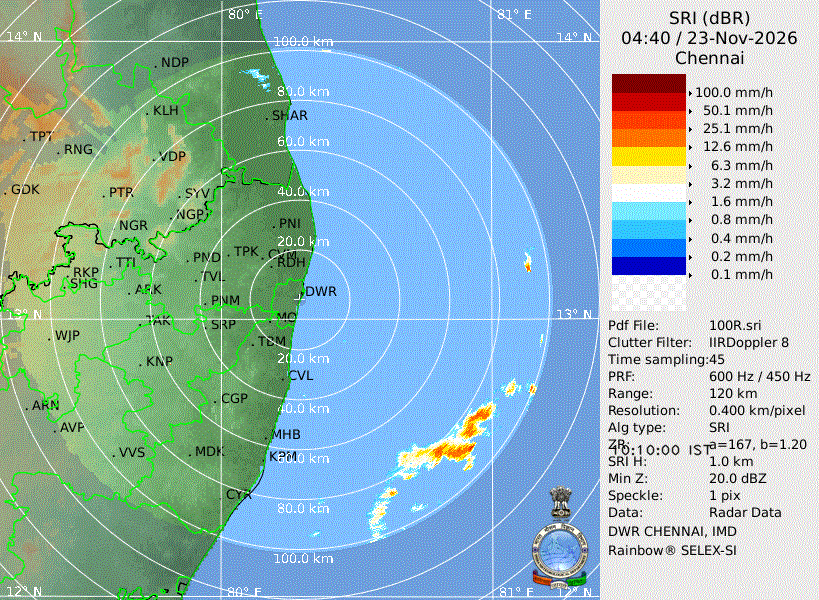 80° E
81° E
14° N
14° N
100.0 km
NDP
80.0 km
KLH
SHAR
TPT
RNG
60.0 km
VDP
GDK
PTR
SYV
40.0 km
NGP
NGR
PNI
20.0 km
TPK
PND
RDH
TTI
RKP
SHG
TVL
ARK
DWR
PNM
13° N
TAK
SRP
MO
13° N
WJP
TBM
20.0 km
KNP
CVL
ARN
CGP
40.0 km
AVP
MHB
VVS
MDK
KPM
60.0 km
CYR
80.0 km
100.0 km
12° N
80° E
81° E
12° N
SRI (dBR)
04:40 / 23-Nov-2026
Chennai
100.0 mm/h
50.1 mm/h
25.1 mm/h
12.6 mm/h
6.3 mm/h
3.2 mm/h
1.6 mm/h
0.8 mm/h
0.4 mm/h
0.2 mm/h
0.1 mm/h
Pdf File: 100R.sri
Clutter Filter: IIRDoppler 8
Time sampling:45
PRF: 600 Hz / 450 Hz
Range: 120 km
Resolution: 0.400 km/pixel
Alg type: SRI
ZR: a=167, b=1.20
10:10:00 IST
SRI H: 1.0 km
Min Z: 20.0 dBZ
Speckle: 1 pix
Data: Radar Data
DWR CHENNAI, IMD
Rainbow® SELEX-SI